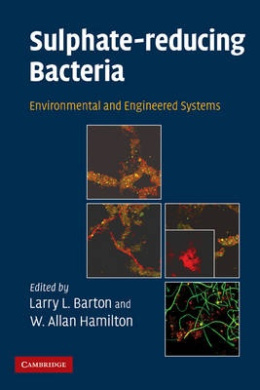 Sulphate-reducing
Bacteria
Environmental and Engineered Systems
Edited by
Larry L. Barton and
W. Allan Hamilton
CAMBRIDGE